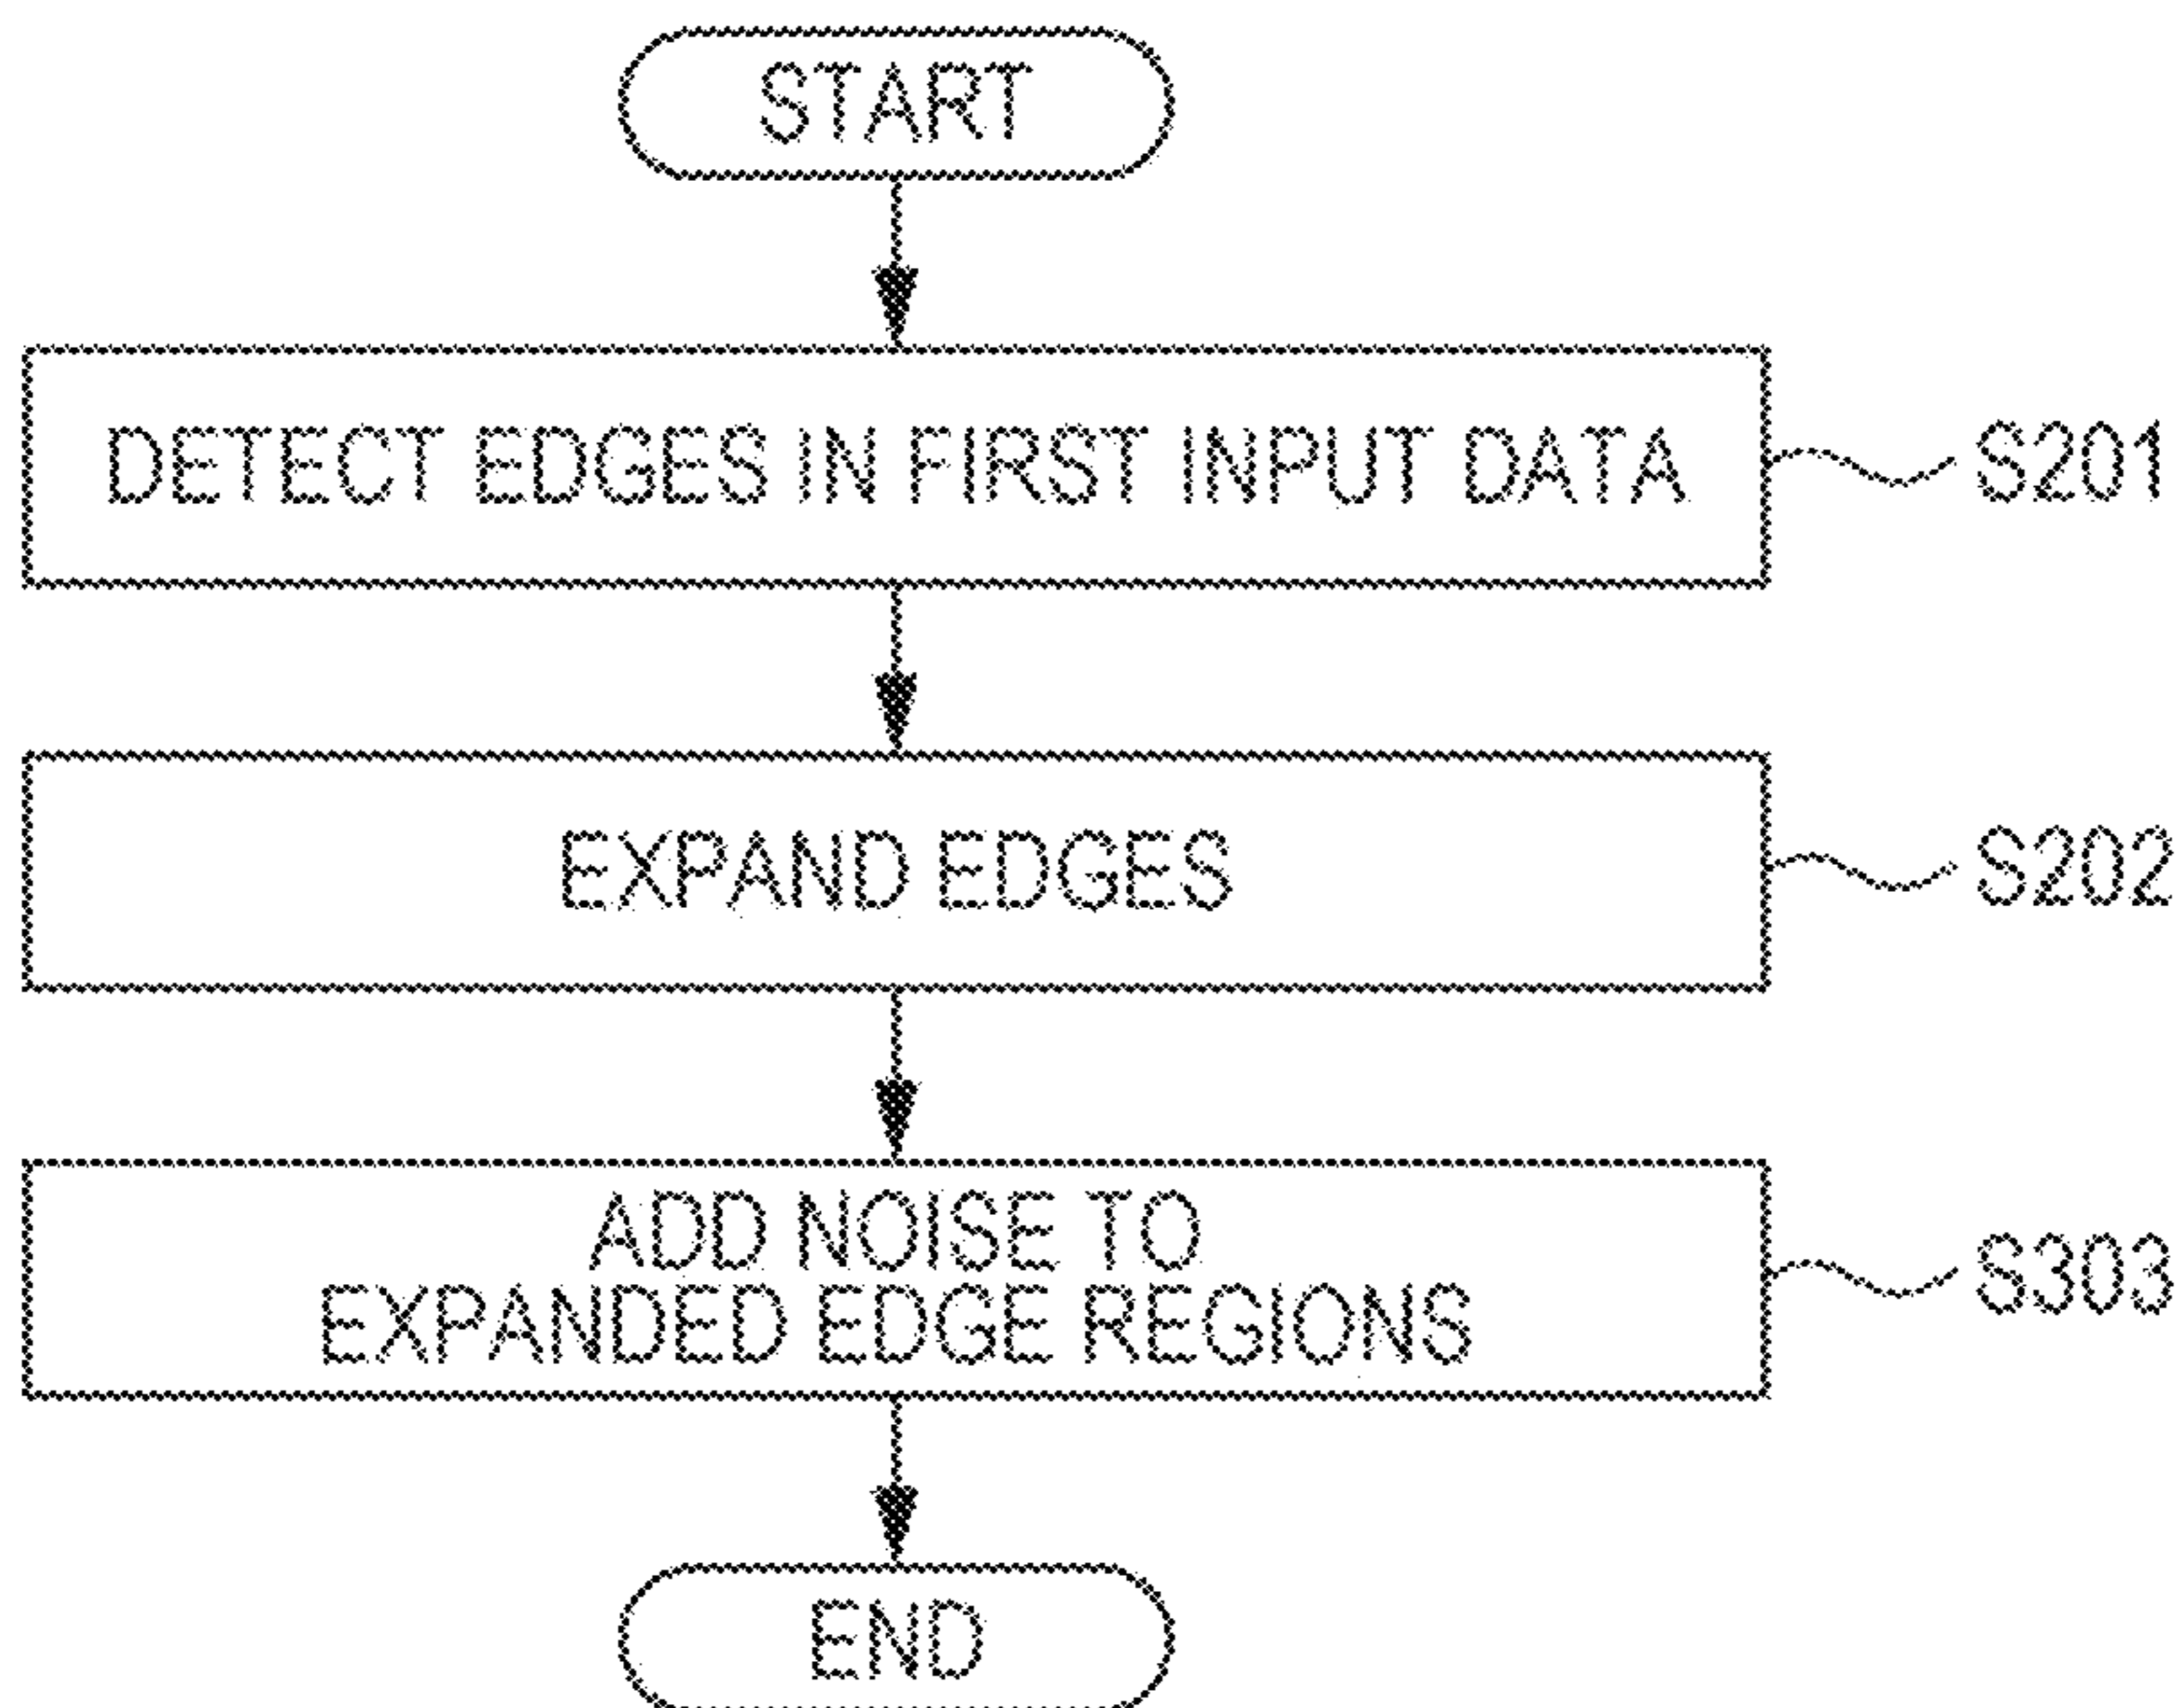 START
DETECT EDGES IN FIRST INPUT DATA
S201
EXPAND EDGES
S202
ADD NOISE TO
EXPANDED EDGE REGIONS
S303
END